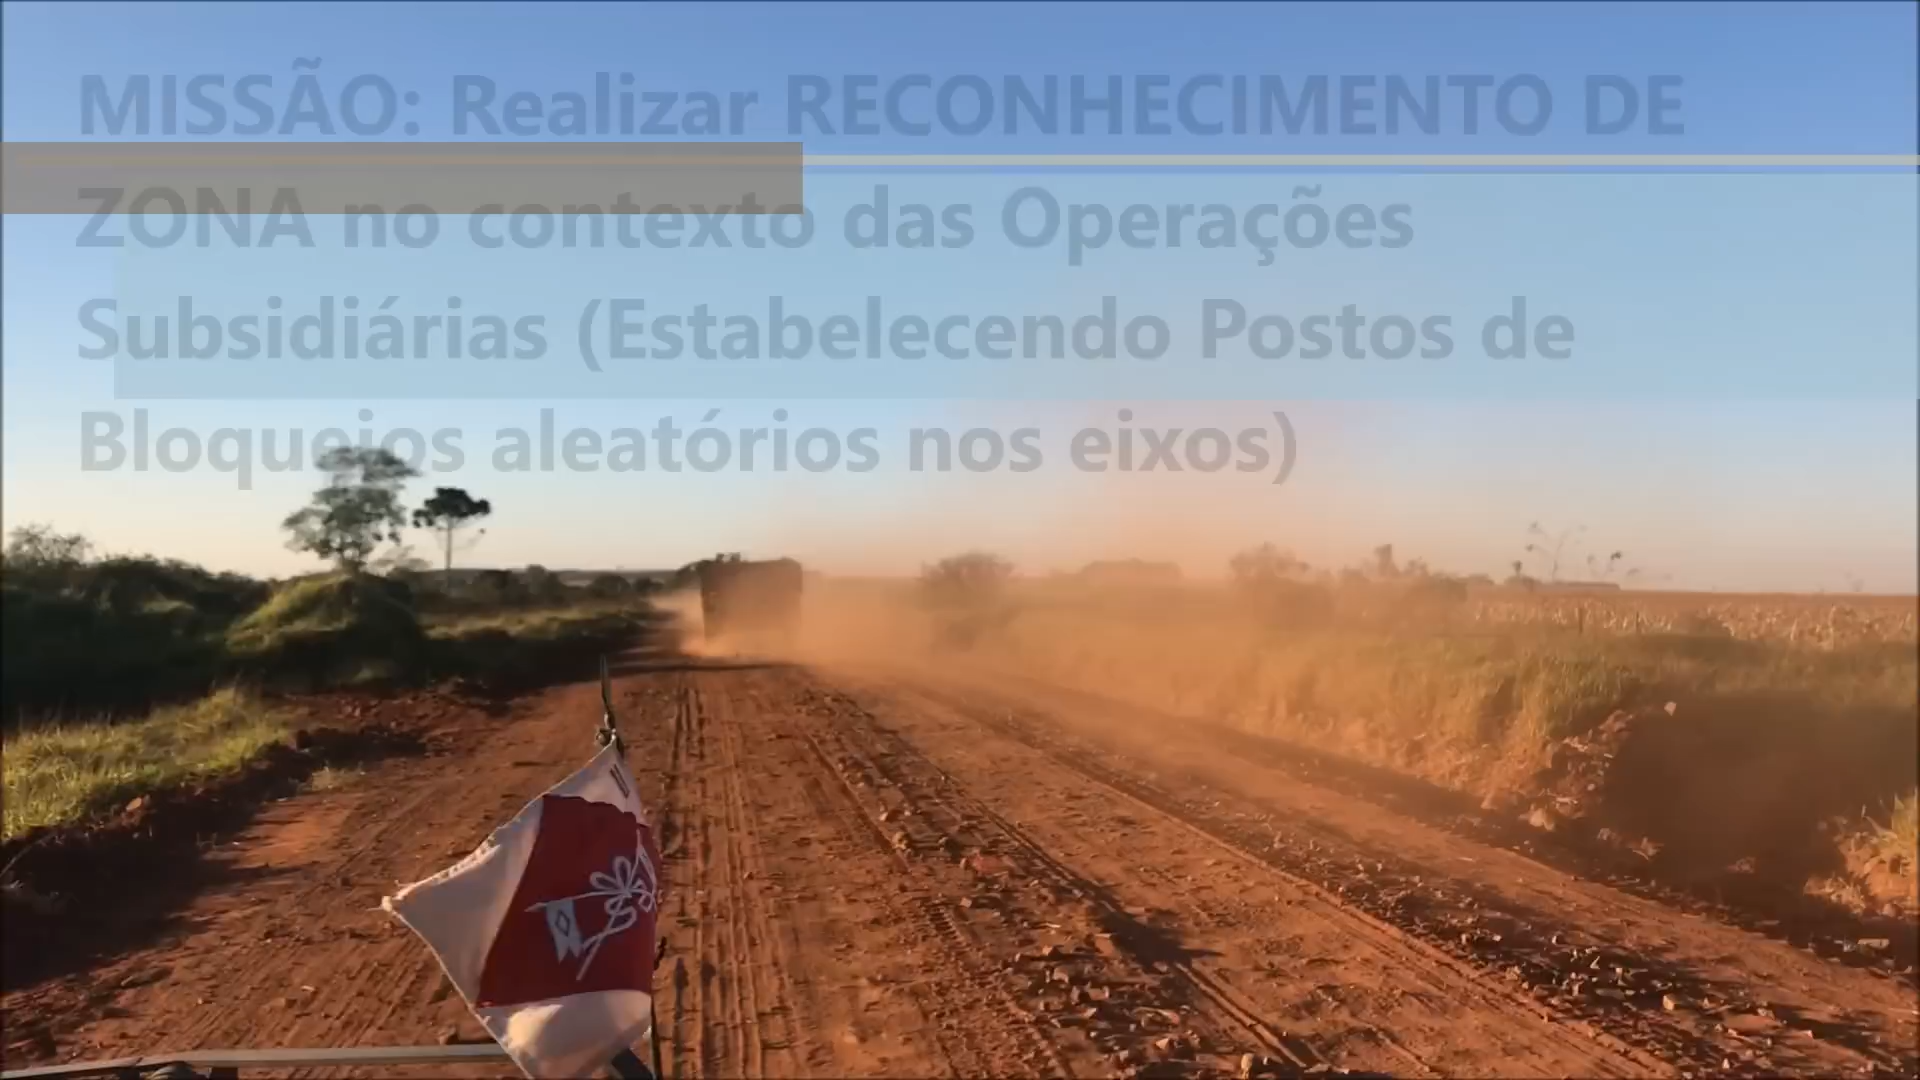 MISSÃO: Realizar RECONHECIMENTO DE
ZONA no contexto das Operações
Subsidiárias (Estabelecendo Postos de
Bloqueios aleatórios nos eixos)